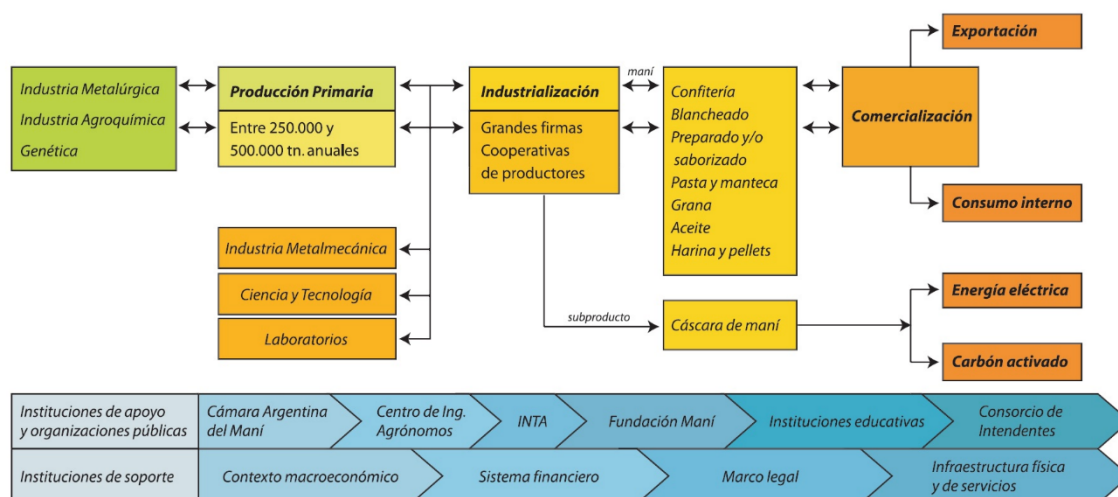 Industria Metalúrgica
Industria Agroquímica
Genética
Producción Primaria
Entre 250.000 y
500.000 tn. anuales
Industria Metalmecánica
Ciencia y Tecnología
Laboratorios
Industrialización
Grandes firmas
Cooperativas
de productores
maní
subproducto
Confitería
Blancheado
Preparado y/o
saborizado
Pasta y manteca
Grana
Aceite
Harina y pellets
Cáscara de maní
Comercialización
Exportación
Consumo interno
Energía eléctrica
Carbón activado
Instituciones de apoyo
y organizaciones públicas
Cámara Argentina
del Maní
Centro de Ing.
Agrónomos
INTA
Fundación Maní
Instituciones educativas
Consorcio de
Intendentes
Instituciones de soporte
Contexto macroeconómico
Sistema financiero
Marco legal
Infraestructura física
y de servicios